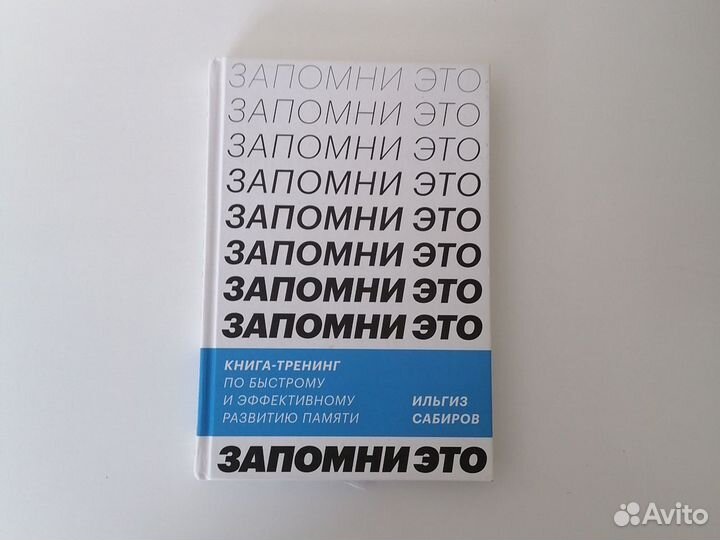 ЗАПОМНИ ЭТО
ЗАПОМНИ ЭТО
ЗАПОМНИ ЭТО
ЗАПОМНИ ЭТО
ЗАПОМНИ ЭТО
ЗАПОМНИ ЭТО
ЗАПОМНИ ЭТО
ЗАПОМНИ ЭТО
КНИГА-ТРЕНИНГ
ПО БЫСТРОМУ
И ЭФФЕКТИВНОМУ
РАЗВИТИЮ ПАМЯТИ
ИЛЬГИЗ
САБИРОВ
ЗАПОМНИ ЭТО
Avito